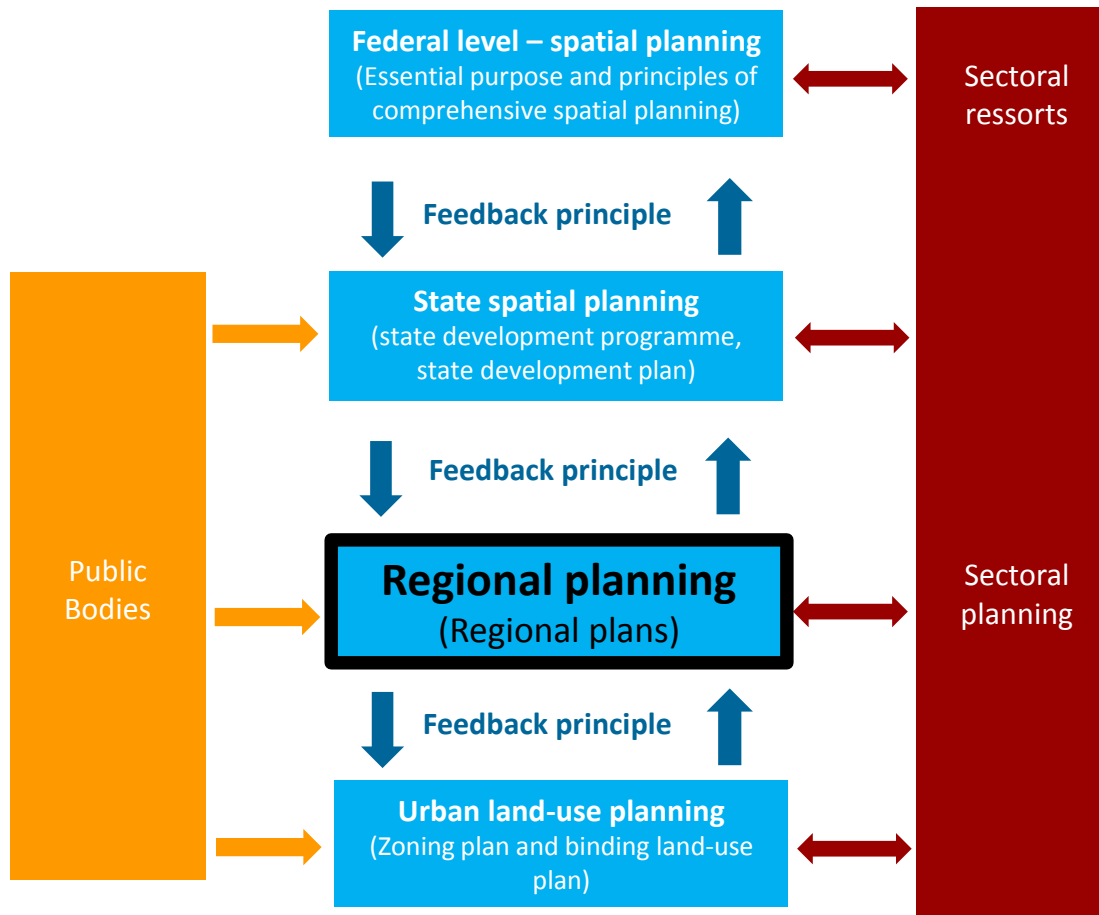 Federal level – spatial planning
(Essential purpose and principles of
comprehensive spatial planning)
Sectoral
ressorts
Feedback principle
State spatial planning
(state development programme,
state development plan)
Feedback principle
Public
Bodies
Regional planning
(Regional plans)
Sectoral
planning
Feedback principle
Urban land-use planning
(Zoning plan and binding land-use
plan)